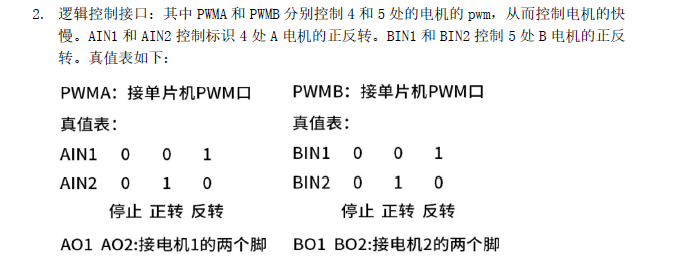 2. 逻辑控制接口：其中 PWMA 和 PWMB 分别控制 4 和 5 处的电机的 pwm，从而控制电机的快
慢。AIN1 和 AIN2 控制标识 4 处 A 电机的正反转。BIN1 和 BIN2 控制 5 处 B 电机的正反
转。真值表如下：
PWMA：接单片机PWM口
真值表：
AIN1 0 0 1
AIN2 0 1 0
停止 正转 反转
AO1 AO2:接电机1的两个脚
PWMB：接单片机PWM口
真值表：
BIN1 0 0 1
BIN2 0 1 0
停止 正转 反转
BO1 BO2:接电机2的两个脚